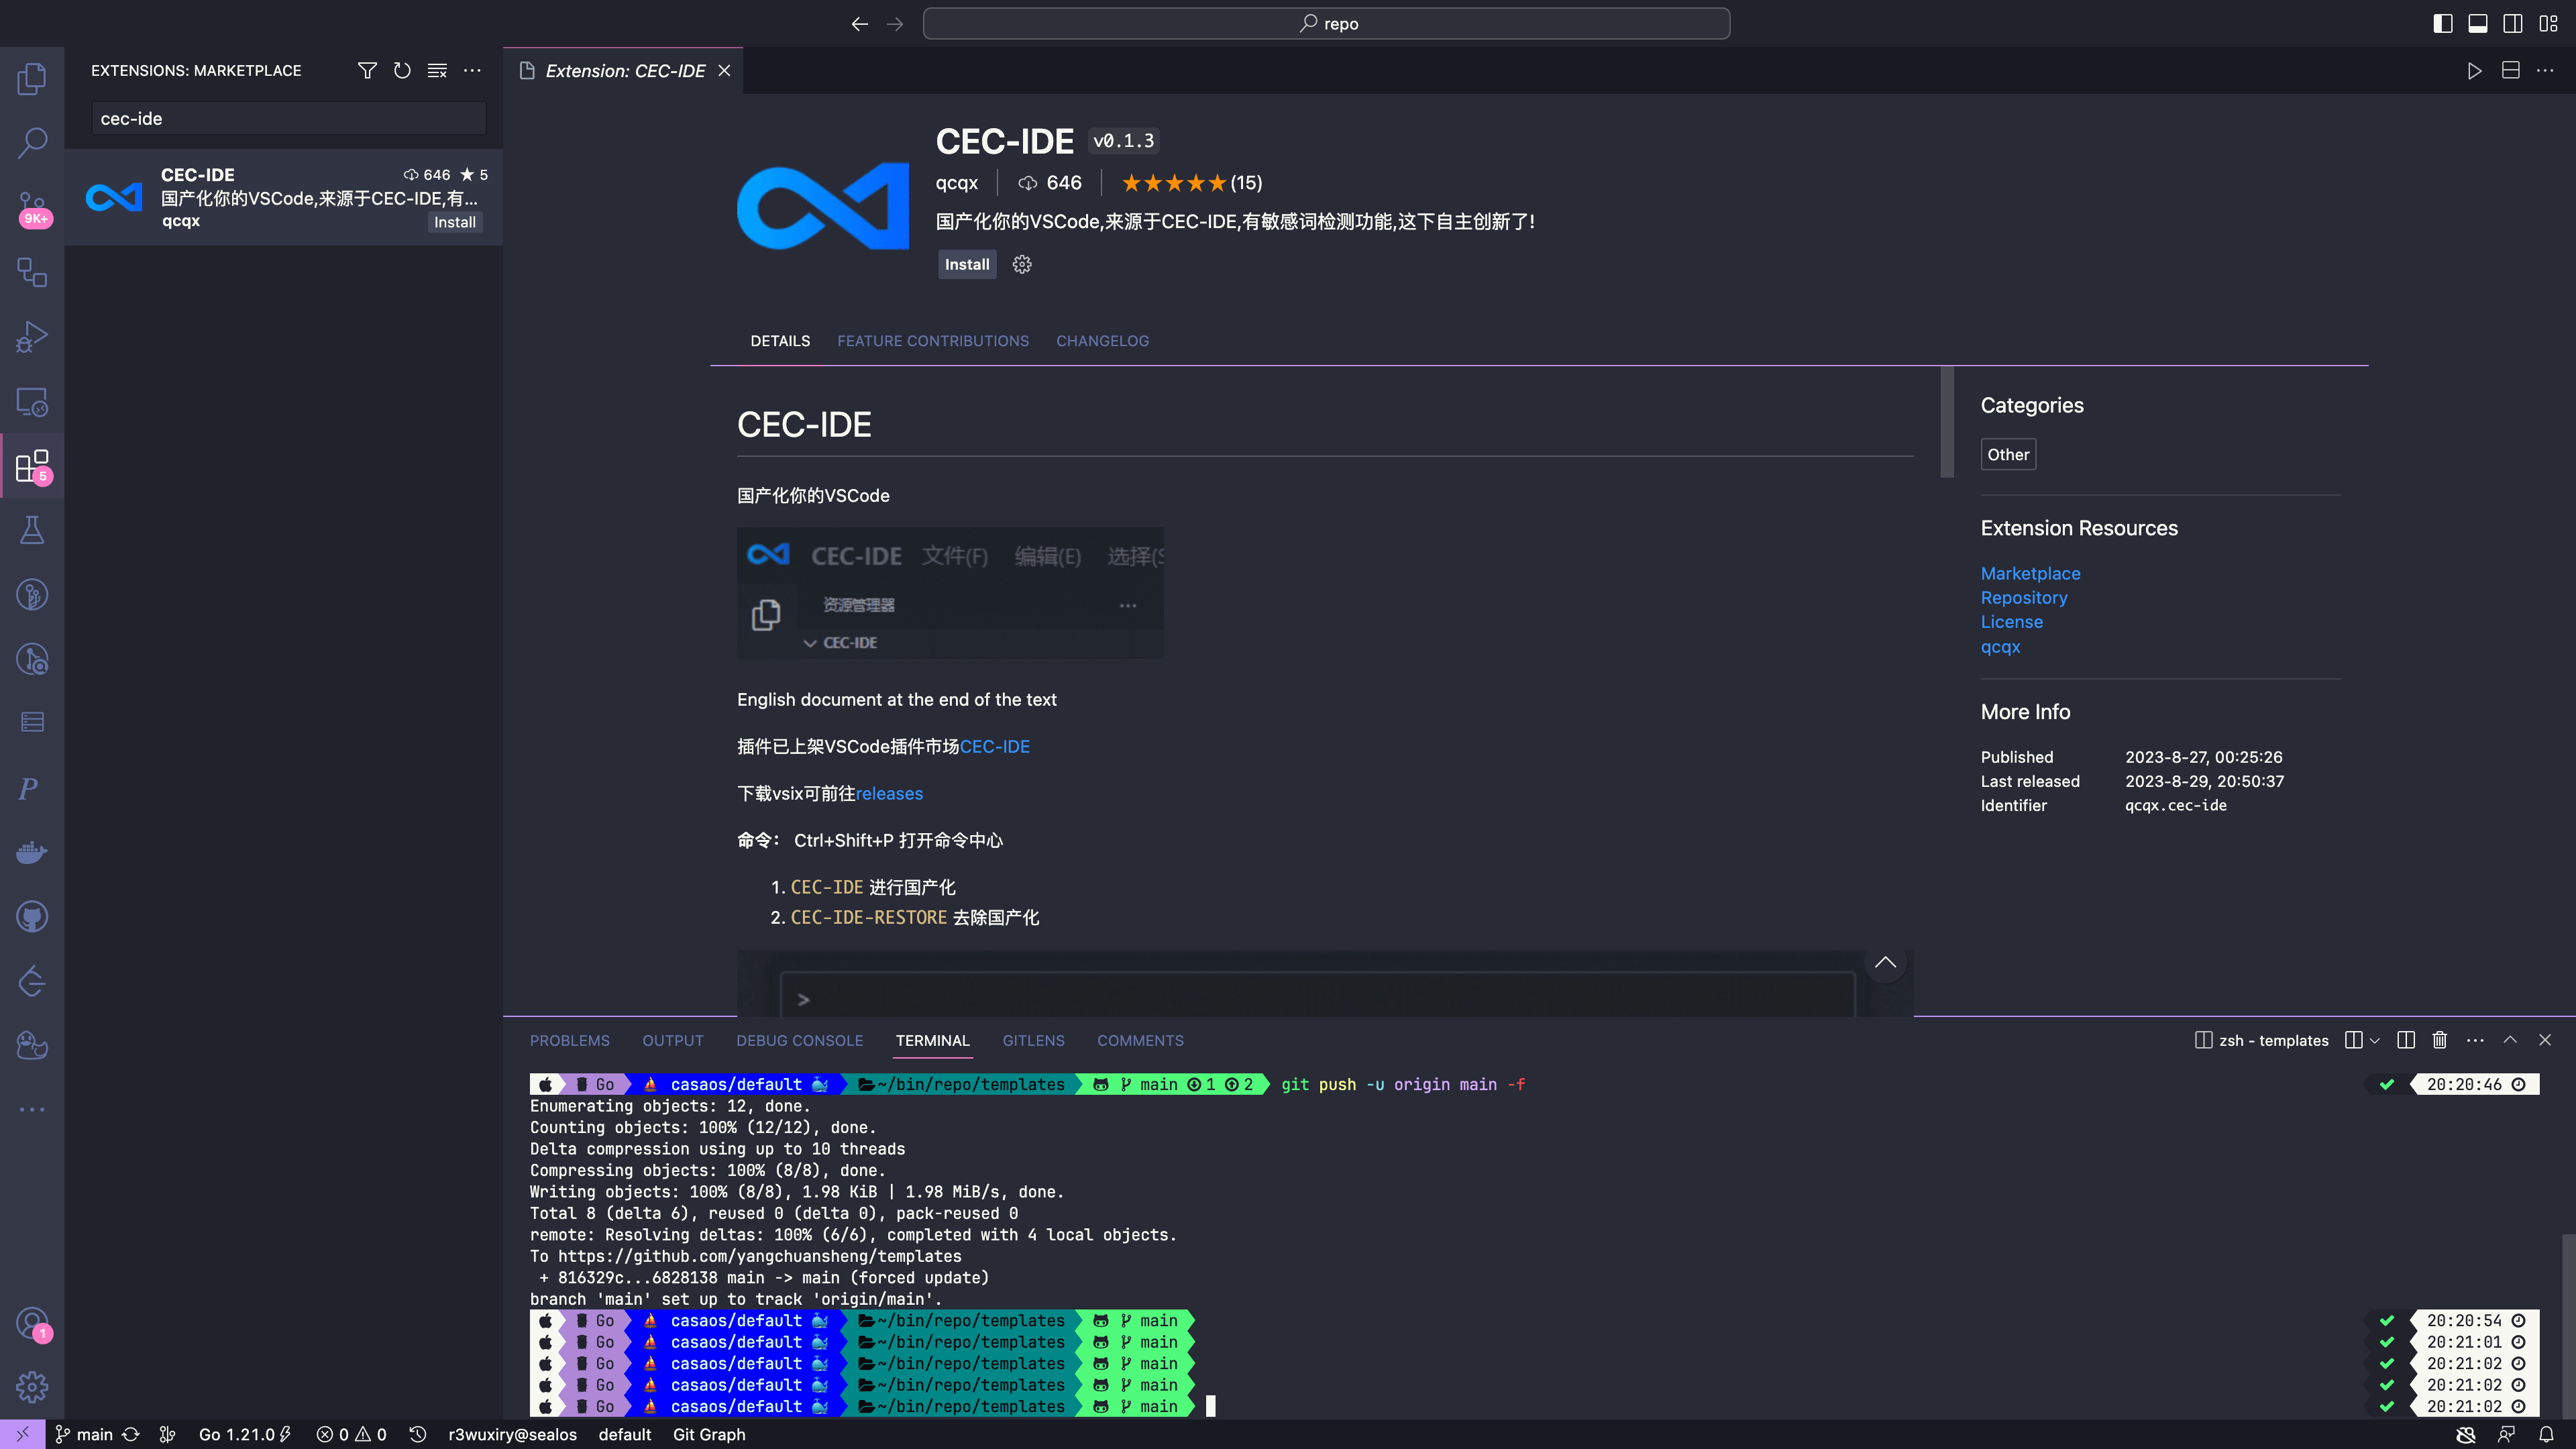 repo
EXTENSIONS: MARKETPLACE
cec-ide
CEC-IDE 646 ★ 5
国产化你的VSCode,来源于CEC-IDE,有...
qcqx Install
9K+
5
1
Extension: CEC-IDE
CEC-IDE v0.1.3
qcqx 646 ★★★★★(15)
国产化你的VSCode,来源于CEC-IDE,有敏感词检测功能,这下自主创新了!
Install
DETAILS FEATURE CONTRIBUTIONS CHANGELOG
CEC-IDE
国产化你的VSCode
CEC-IDE 文件(F) 编辑(E) 选择(S
资源管理器 ...
CEC-IDE
English document at the end of the text
插件已上架VSCode插件市场CEC-IDE
下载vsix可前往releases
命令： Ctrl+Shift+P 打开命令中心
1. CEC-IDE 进行国产化
2. CEC-IDE-RESTORE 去除国产化
>
Categories
Other
Extension Resources
Marketplace
Repository
License
qcqx
More Info
Published 2023-8-27, 00:25:26
Last released 2023-8-29, 20:50:37
Identifier qcqx.cec-ide
PROBLEMS OUTPUT DEBUG CONSOLE TERMINAL GITLENS COMMENTS
zsh - templates
Go casaos/default ~/bin/repo/templates main 1 2 git push -u origin main -f 20:20:46
Enumerating objects: 12, done.
Counting objects: 100% (12/12), done.
Delta compression using up to 10 threads
Compressing objects: 100% (8/8), done.
Writing objects: 100% (8/8), 1.98 KiB | 1.98 MiB/s, done.
Total 8 (delta 6), reused 0 (delta 0), pack-reused 0
remote: Resolving deltas: 100% (6/6), completed with 4 local objects.
To https://github.com/yangchuansheng/templates
+ 816329c...6828138 main -> main (forced update)
branch 'main' set up to track 'origin/main'.
Go casaos/default ~/bin/repo/templates main 20:20:54
Go casaos/default ~/bin/repo/templates main 20:21:01
Go casaos/default ~/bin/repo/templates main 20:21:02
Go casaos/default ~/bin/repo/templates main 20:21:02
Go casaos/default ~/bin/repo/templates main 20:21:02
main Go 1.21.0 0 0 r3wuxiry@sealos default Git Graph